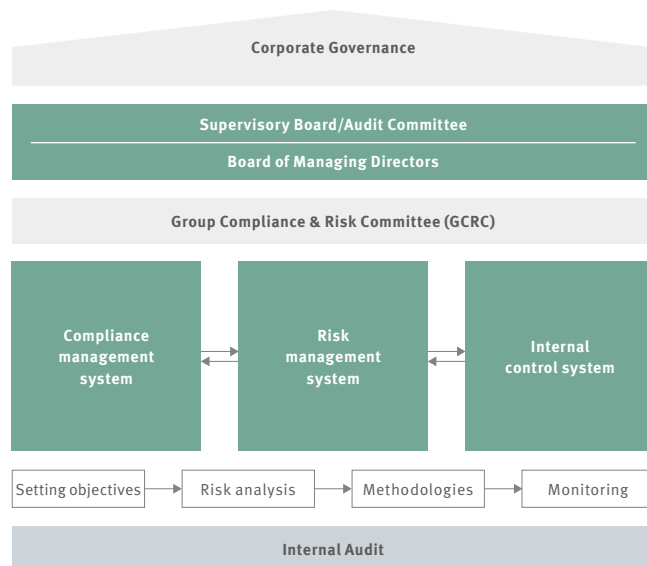 Corporate Governance
Supervisory Board/Audit Committee
Board of Managing Directors
Group Compliance & Risk Committee (GCRC)
Compliance
management
system
Risk
management
system
Internal
control system
Setting objectives
Risk analysis
Methodologies
Monitoring
Internal Audit